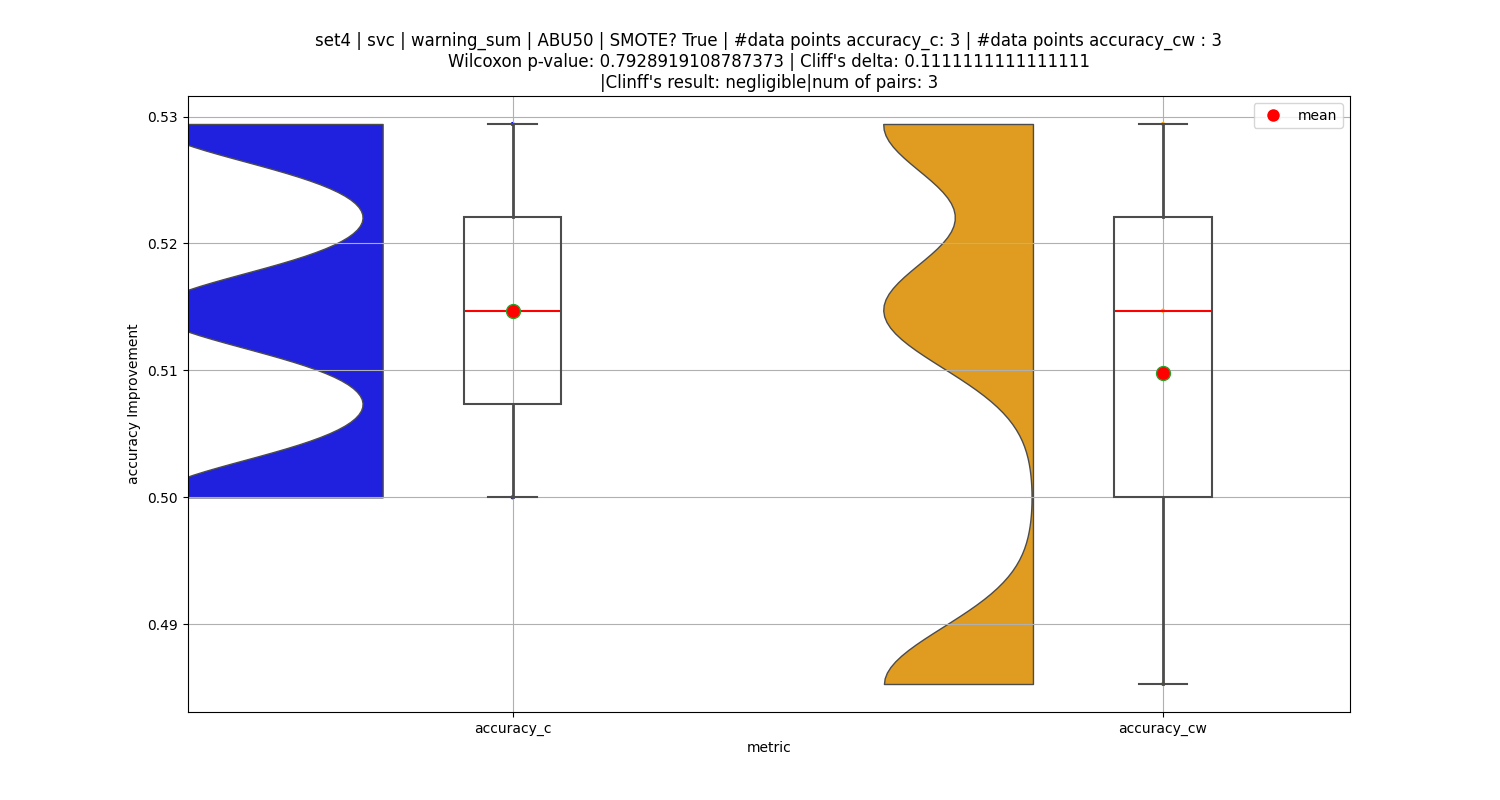 set4 | svc | warning_sum | ABU50 | SMOTE? True | #data points accuracy_c: 3 | #data points accuracy_cw : 3
Wilcoxon p-value: 0.7928919108787373 | Cliff's delta: 0.1111111111111111
|Clinff's result: negligible|num of pairs: 3
mean
0.53
0.52
0.51
0.50
0.49
accuracy Improvement
accuracy_c
accuracy_cw
metric